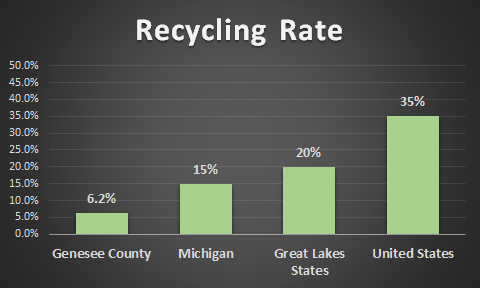 Recycling Rate
50.0%
45.0%
40.0%
35.0%
30.0%
25.0%
20.0%
15.0%
10.0%
5.0%
0.0%
6.2%
15%
20%
35%
Genesee County
Michigan
Great Lakes
States
United States